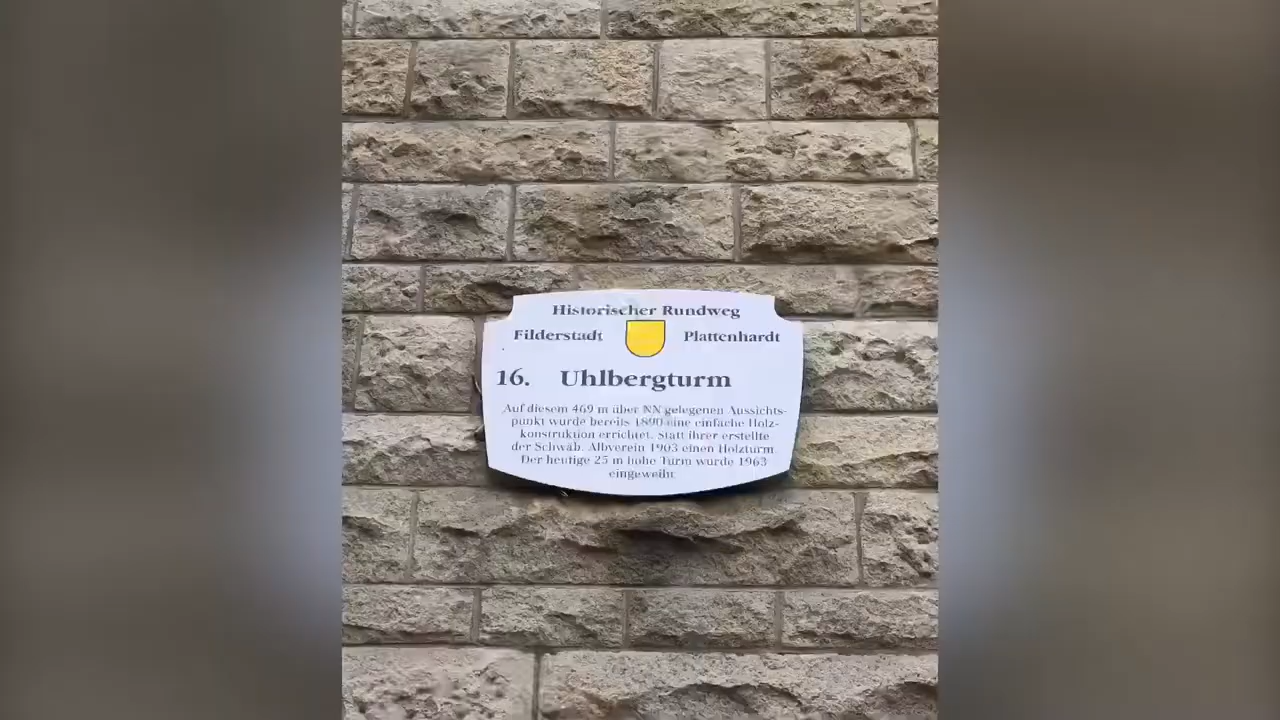 Historischer Rundweg
Filderstadt Plattenhardt
16. Uhlbergturm
Auf diesem 469 m über NN gelegenen Aussichts-
punkt wurde bereits 1890 eine einfache Holz-
konstruktion errichtet. Statt ihrer erstellte
der Schwäb. Albverein 1903 einen Holzturm.
Der heutige 25 m hohe Turm wurde 1963
eingeweiht